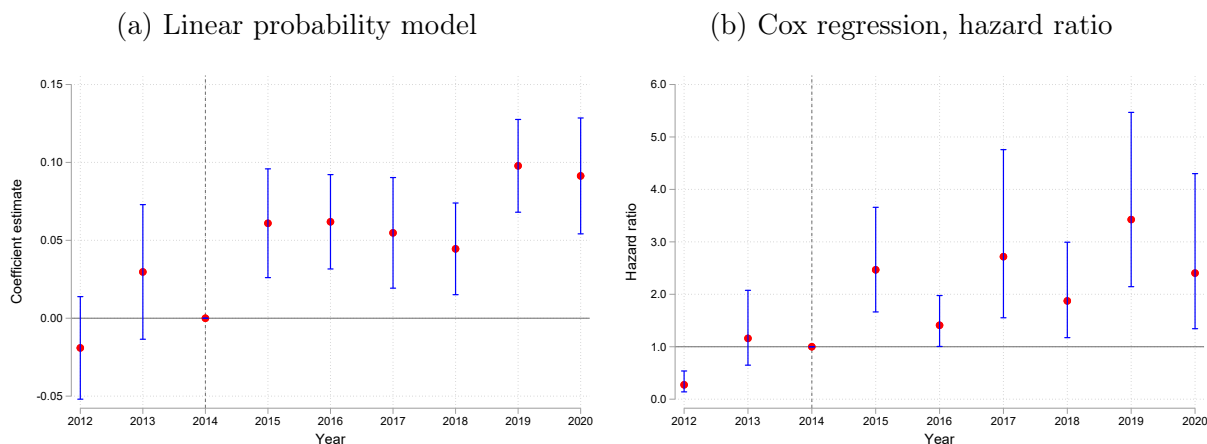 (a) Linear probability model
0.15
0.10
0.05
0.00
-0.05
Coefficient estimate
2012 2013 2014 2015 2016 2017 2018 2019 2020
Year
(b) Cox regression, hazard ratio
6.0
5.0
4.0
3.0
2.0
1.0
0.0
Hazard ratio
2012 2013 2014 2015 2016 2017 2018 2019 2020
Year